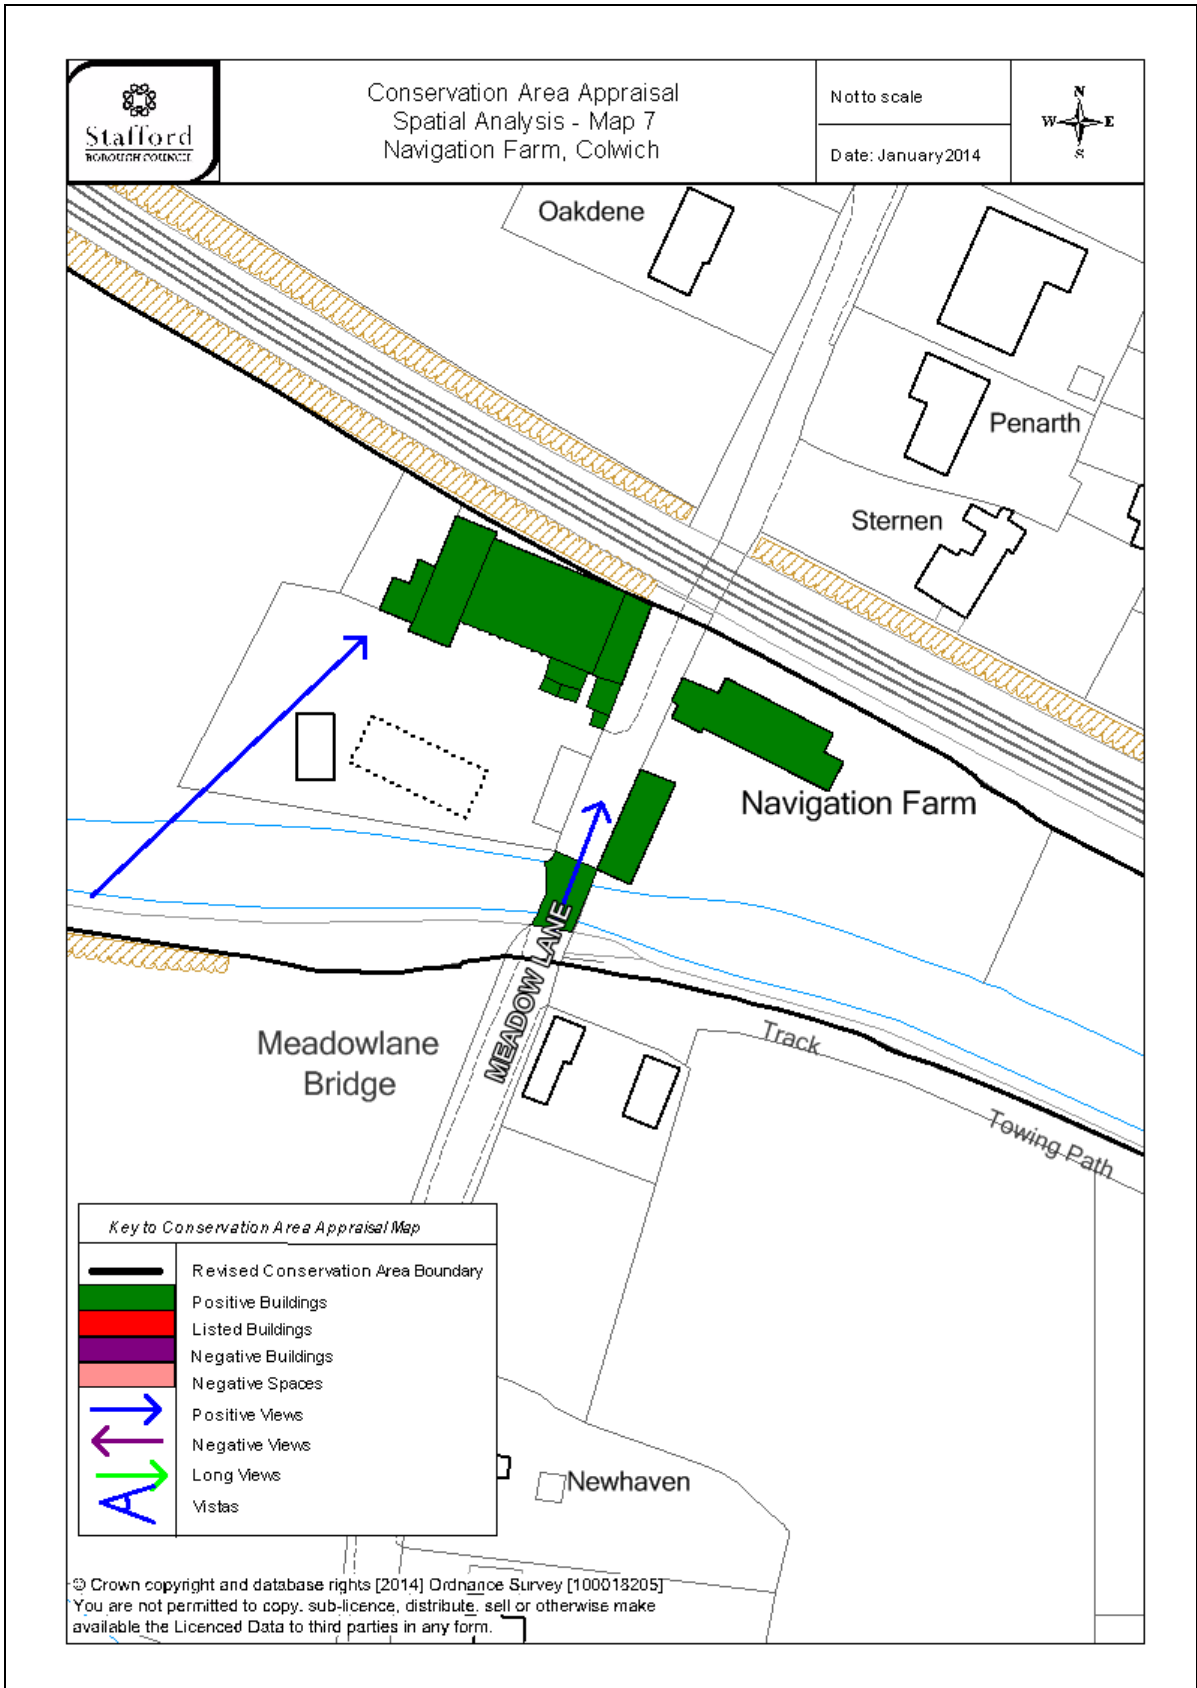 Stafford
BOROUGH COUNCIL
Conservation Area Appraisal
Spatial Analysis - Map 7
Navigation Farm, Colwich
Not to scale
Date: January 2014
N
W E
S
Oakdene
Penarth
Sternen
Navigation Farm
MEADOW LANE
Meadowlane
Bridge
Track
Towing Path
Key to Conservation Area Appraisal Map
Revised Conservation Area Boundary
Positive Buildings
Listed Buildings
Negative Buildings
Negative Spaces
Positive Views
Negative Views
Long Views
Vistas
Newhaven
© Crown copyright and database rights [2014] Ordnance Survey [100018205]
You are not permitted to copy, sub-licence, distribute, sell or otherwise make
available the Licenced Data to third parties in any form.